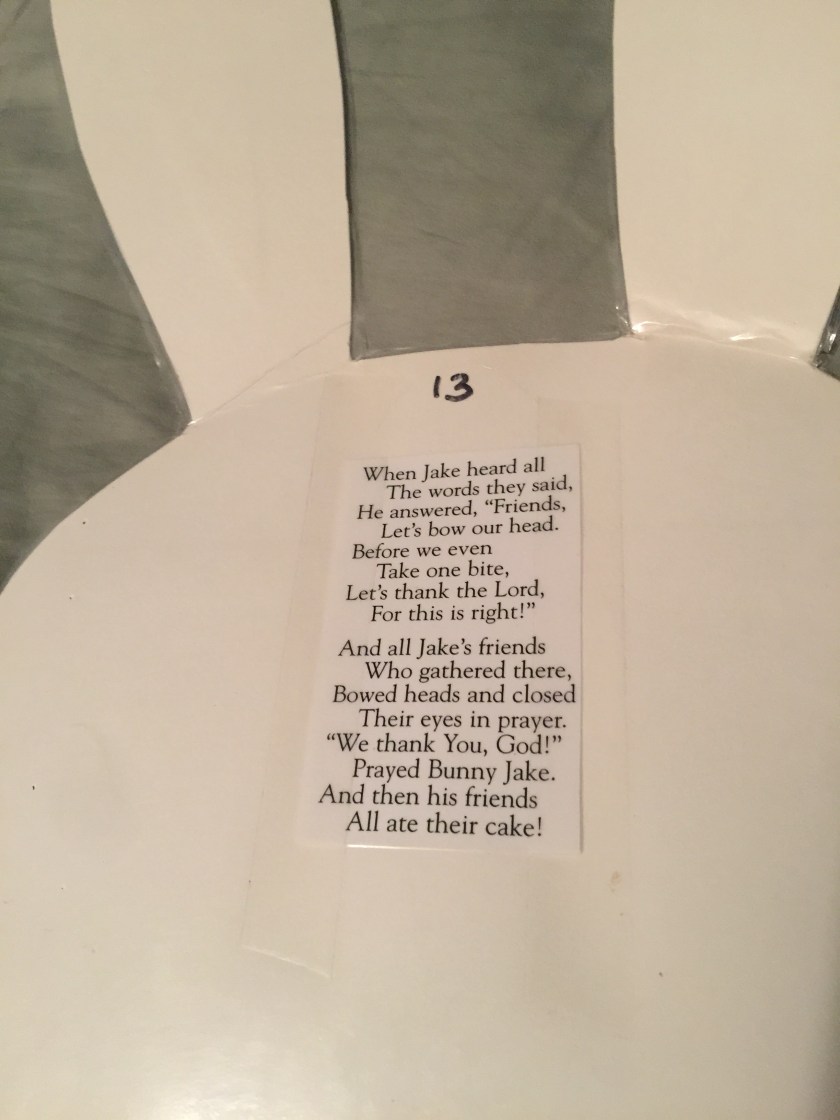 13
When Jake heard all
The words they said,
He answered, “Friends,
Let’s bow our head.
Before we even
Take one bite,
Let’s thank the Lord,
For this is right!”
And all Jake’s friends
Who gathered there,
Bowed heads and closed
Their eyes in prayer.
“We thank You, God!”
Prayed Bunny Jake.
And then his friends
All ate their cake!